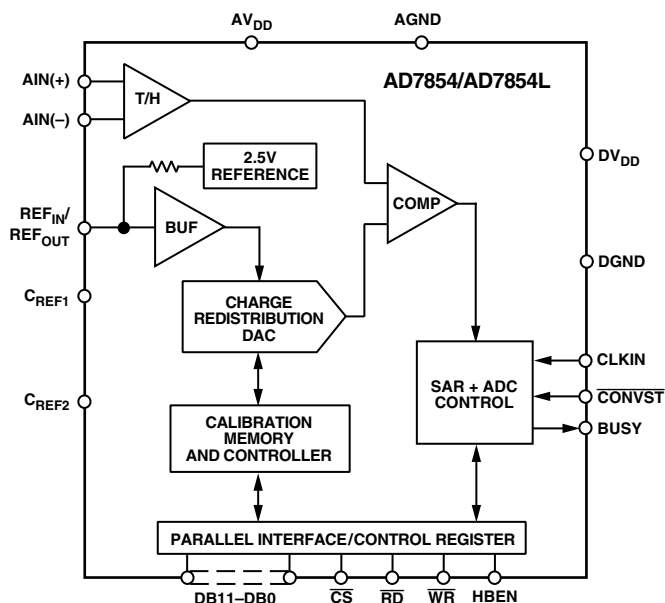 AVDD
AGND
AD7854/AD7854L
AIN(+)
AIN(–)
T/H
2.5V
REFERENCE
DVDD
REFIN/
REFOUT
BUF
COMP
DGND
CREF1
CHARGE
REDISTRIBUTION
DAC
CREF2
CALIBRATION
MEMORY
AND CONTROLLER
SAR + ADC
CONTROL
CLKIN
CONVST
BUSY
PARALLEL INTERFACE/CONTROL REGISTER
DB11–DB0
CS
RD
WR
HBEN